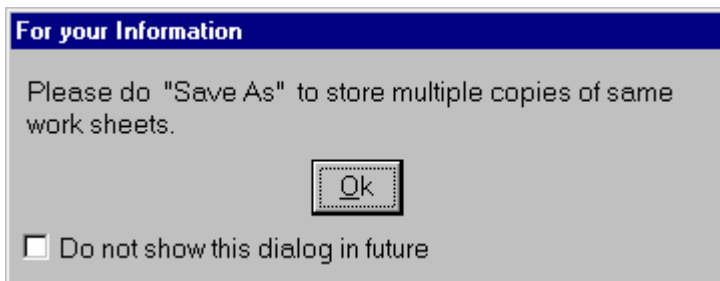 For your Information
Please do "Save As" to store multiple copies of same
work sheets.
Ok
Do not show this dialog in future